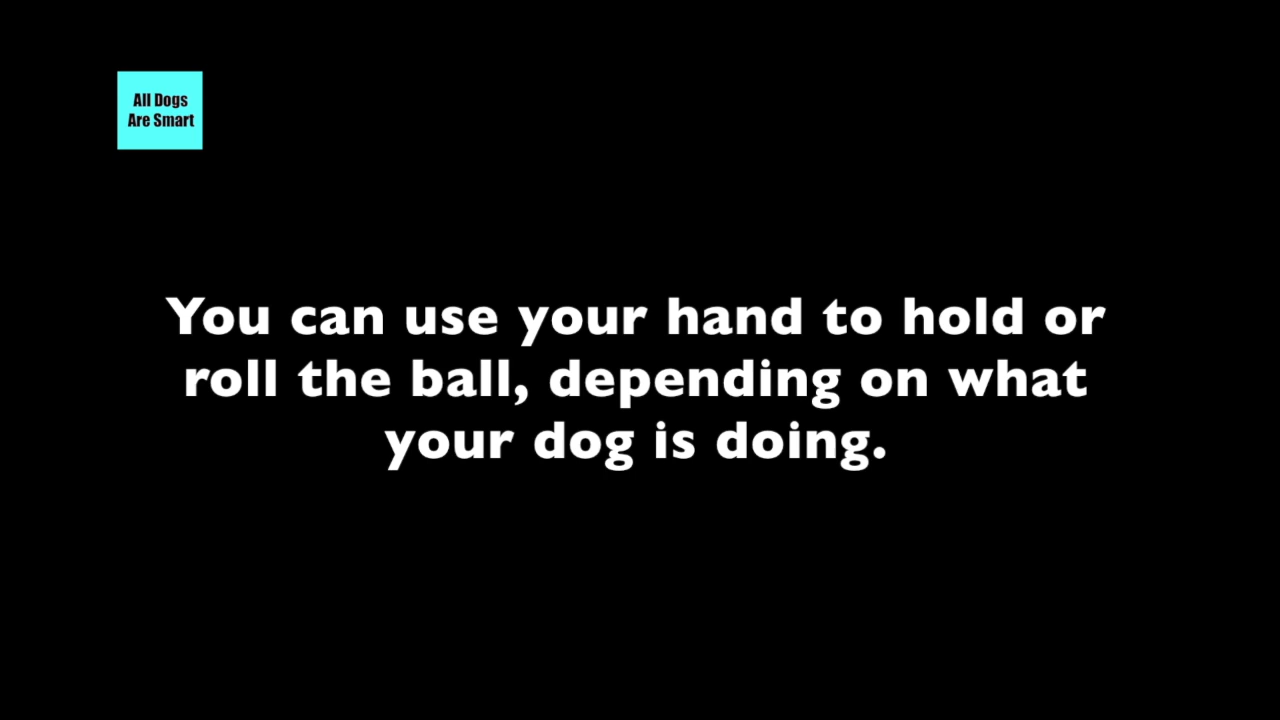 All Dogs
Are Smart
You can use your hand to hold or
roll the ball, depending on what
your dog is doing.